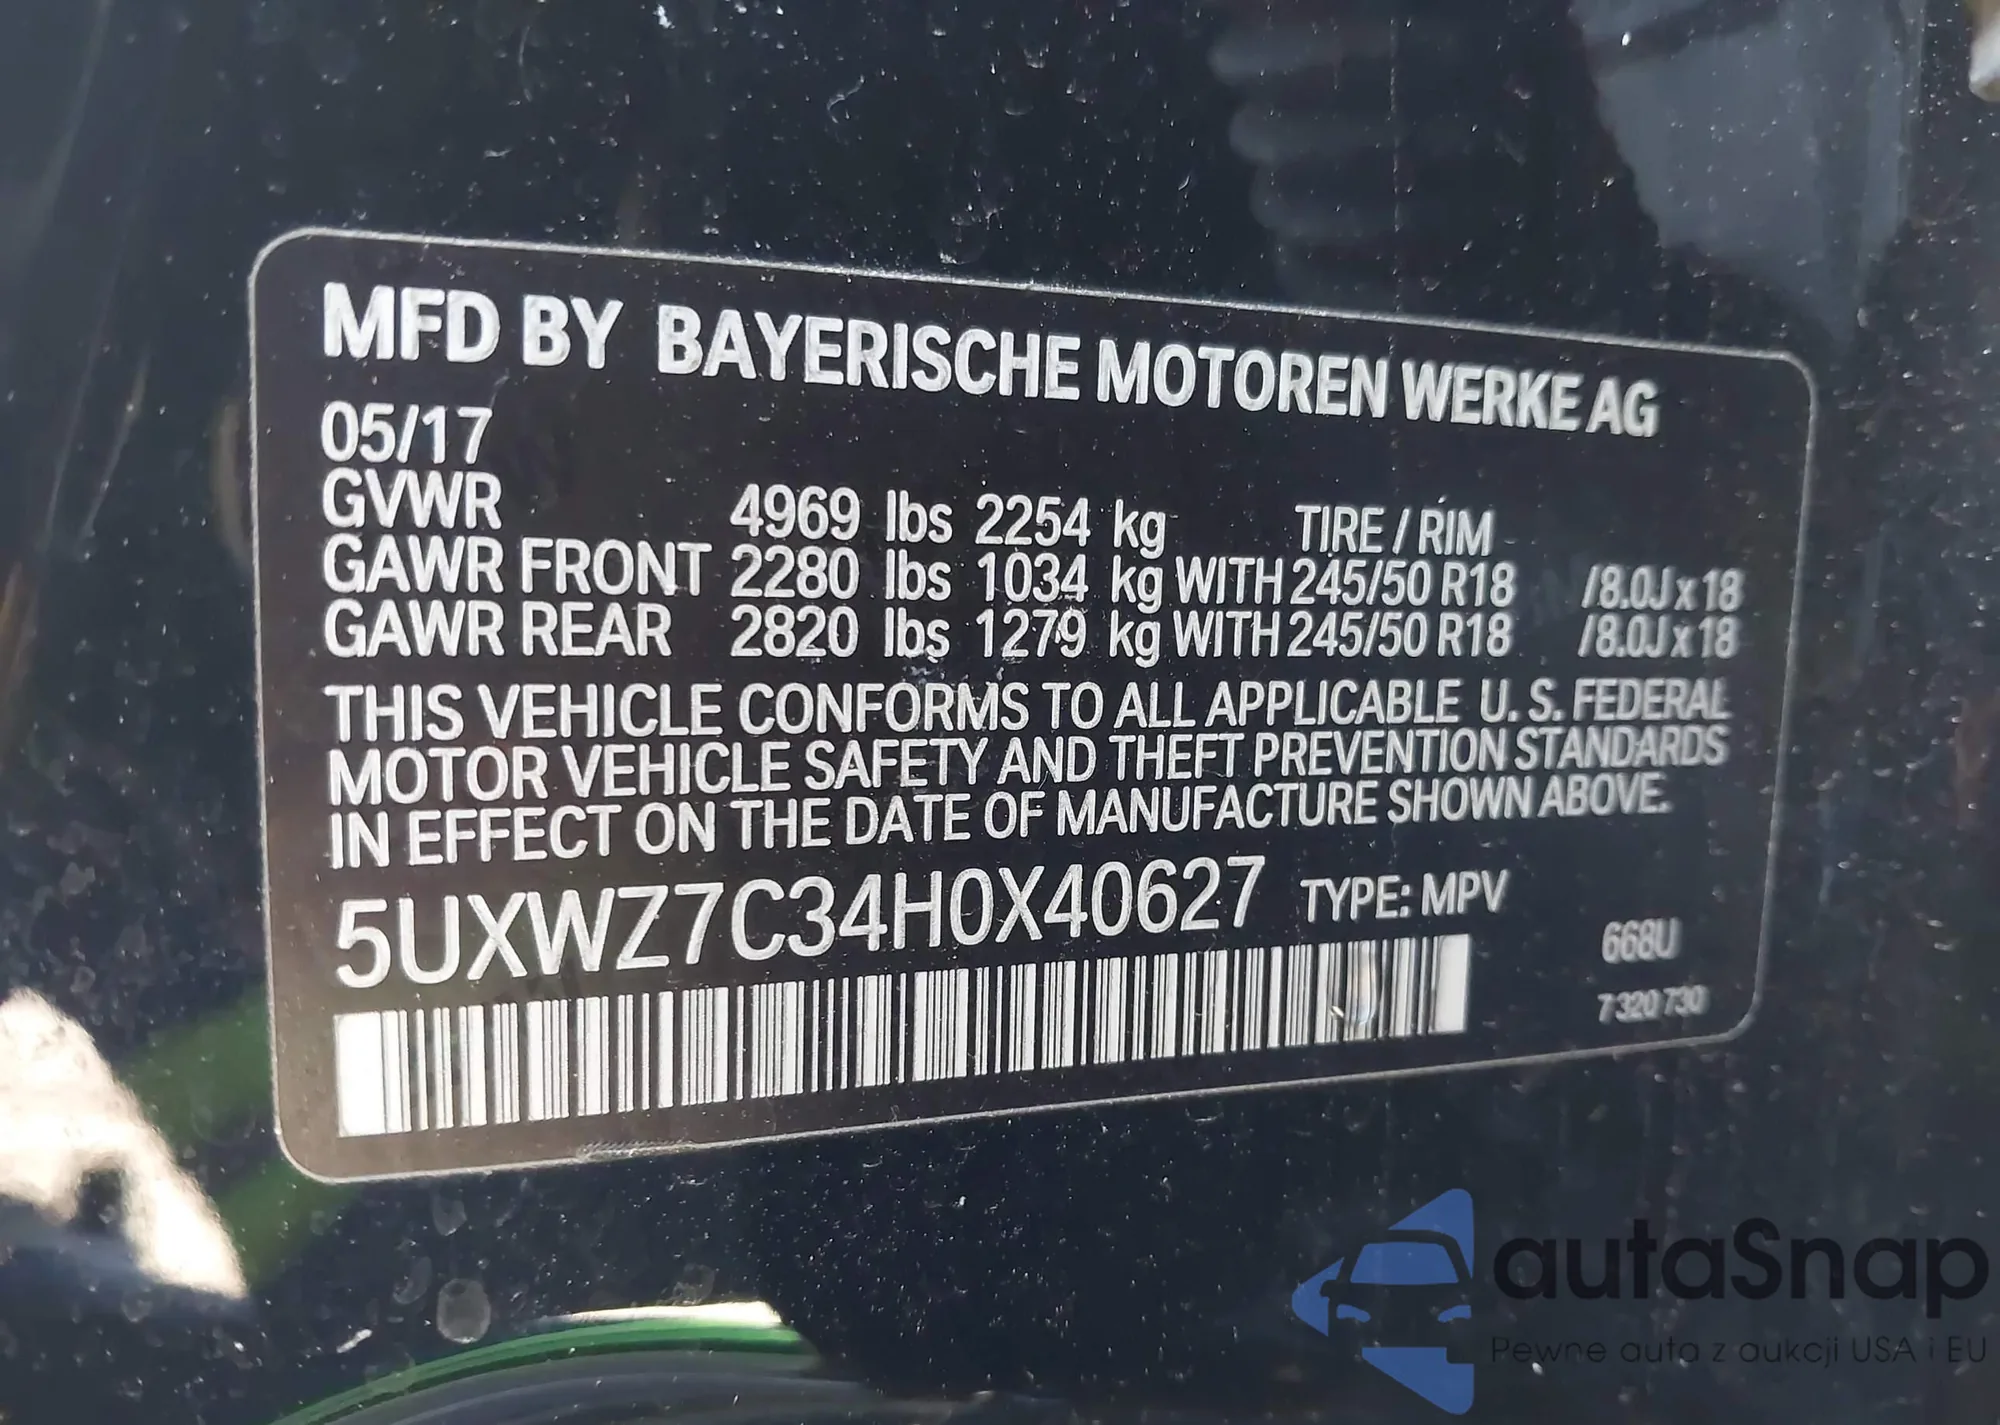 MFD BY BAYERISCHE MOTOREN WERKE AG
05/17
GVWR 4969 lbs 2254 kg TIRE / RIM
GAWR FRONT 2280 lbs 1034 kg WITH 245/50 R18 /8.0J x 18
GAWR REAR 2820 lbs 1279 kg WITH 245/50 R18 /8.0J x 18
THIS VEHICLE CONFORMS TO ALL APPLICABLE U. S. FEDERAL
MOTOR VEHICLE SAFETY AND THEFT PREVENTION STANDARDS
IN EFFECT ON THE DATE OF MANUFACTURE SHOWN ABOVE.
5UXWZ7C34H0X40627 TYPE: MPV
668U
7 320 730
autaSnap
Pewne auta z aukcji USA i EU